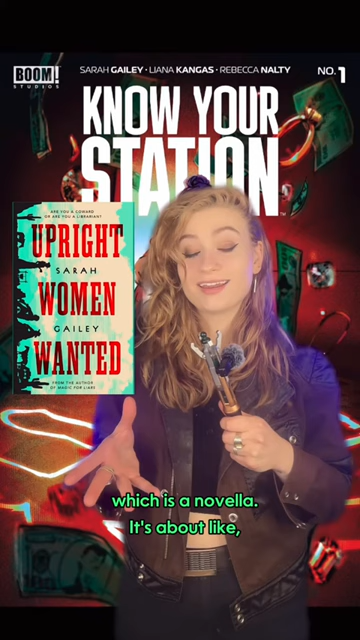 BOOM!
STUDIOS
SARAH GAILEY • LIANA KANGAS • REBECCA NALTY
NO. 1
KNOW YOUR
STATION
ARE YOU A COWARD
OR ARE YOU A LIBRARIAN?
UPRIGHT
SARAH
WOMEN
GAILEY
WANTED
FROM THE AUTHOR
OF MAGIC FOR LIARS
which is a novella.
It's about like,